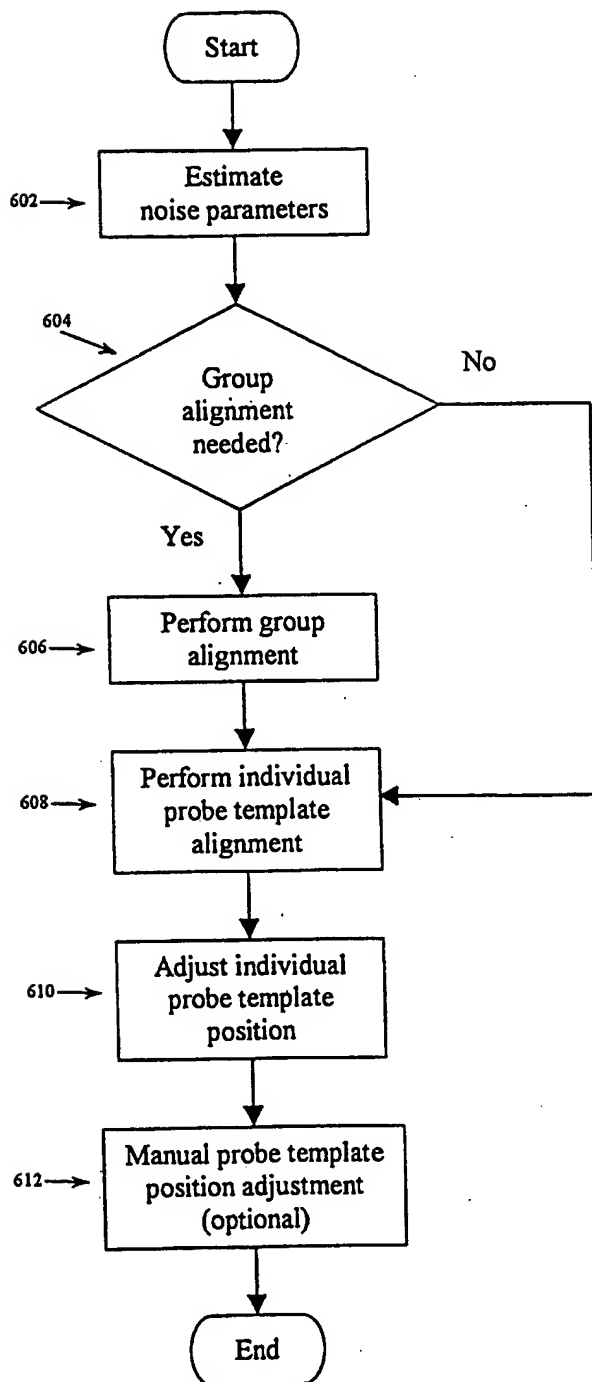 Start
602
Estimate
noise parameters
604
Group
alignment
needed?
No
Yes
606
Perform group
alignment
608
Perform individual
probe template
alignment
610
Adjust individual
probe template
position
612
Manual probe template
position adjustment
(optional)
End